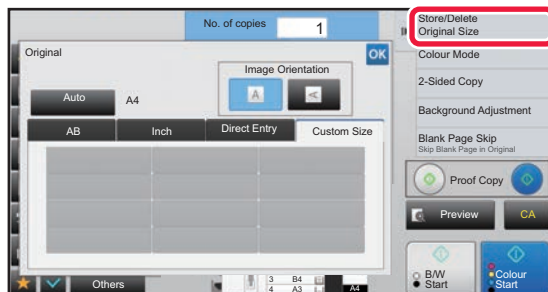 No. of copies
1
Store/Delete
Original Size
Original
OK
Colour Mode
Image Orientation
A
A
2-Sided Copy
Auto
A4
Background Adjustment
AB
Inch
Direct Entry
Custom Size
Blank Page Skip
Skip Blank Page in Original
Proof Copy
Preview
CA
B/W
Start
Colour
Start
Others
3 B4
4 A3
A4